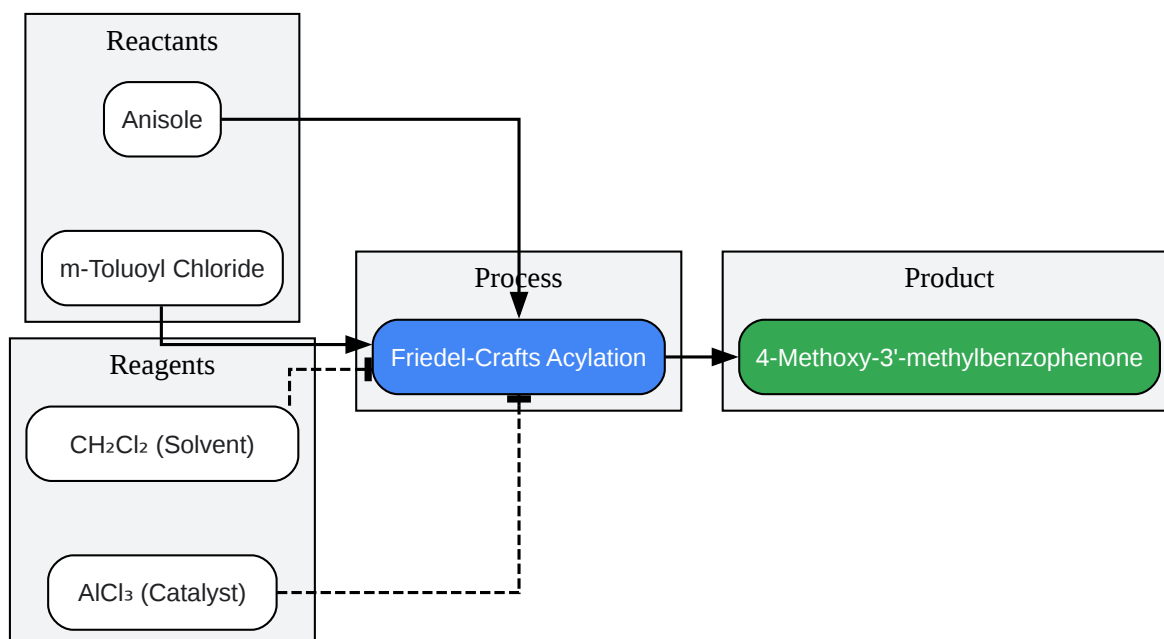 Reactants
Anisole
m-Toluoyl Chloride
Reagents
CH₂Cl₂ (Solvent)
AlCl₃ (Catalyst)
Process
Friedel-Crafts Acylation
Product
4-Methoxy-3'-methylbenzophenone